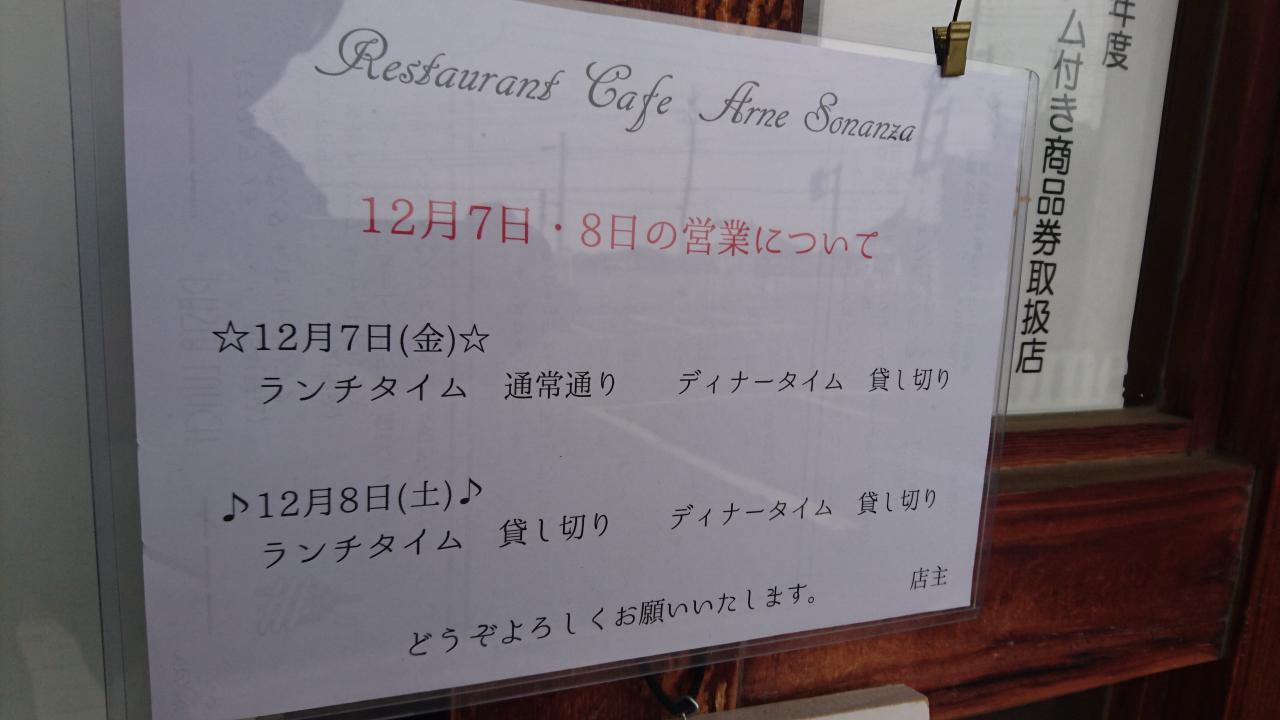 Restaurant Cafe Arne Sonanza
12月7日・8日の営業について
☆12月7日(金)☆
ランチタイム 通常通り ディナータイム 貸し切り
♪12月8日(土)♪
ランチタイム 貸し切り ディナータイム 貸し切り
店主
どうぞよろしくお願いいたします。
年度
ム付き商品券取扱店